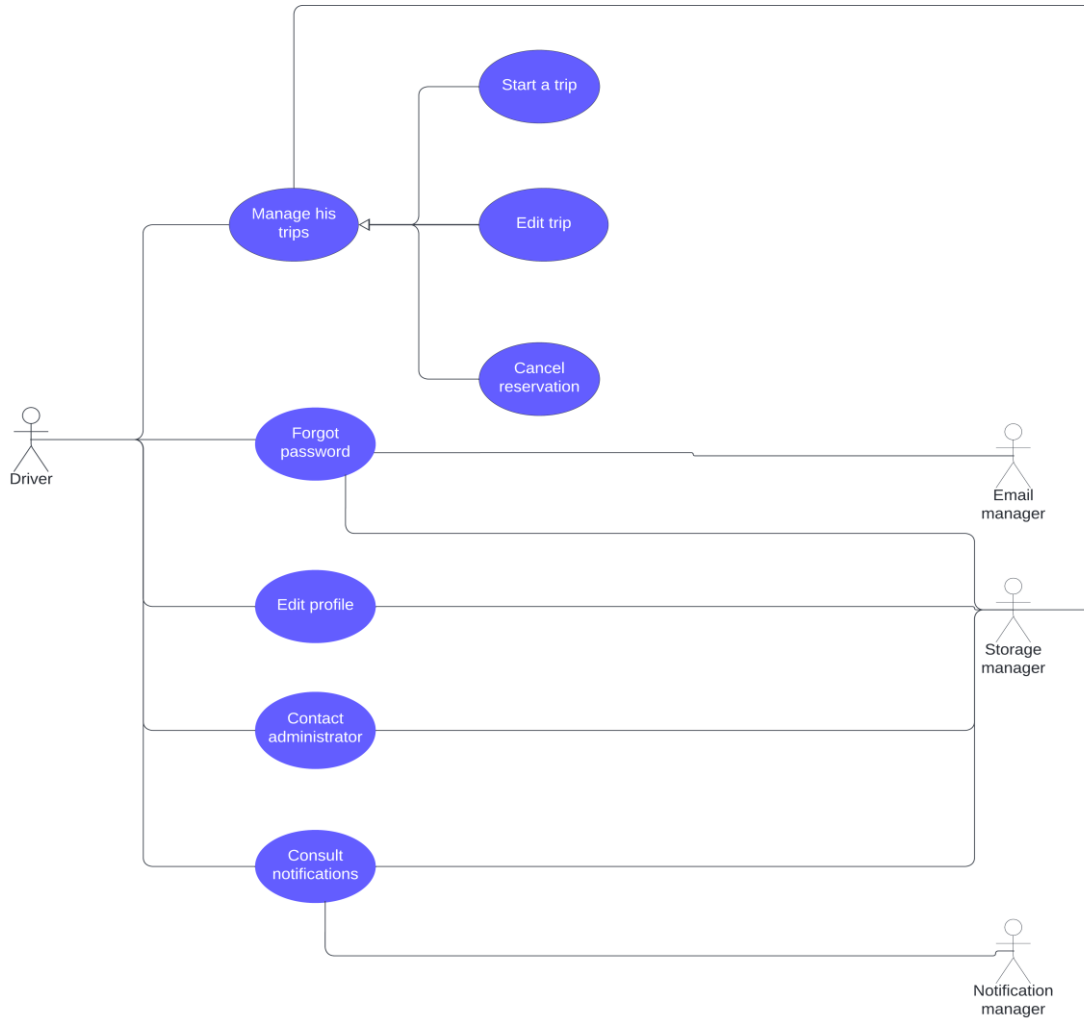 Start a trip
Manage his
trips
Edit trip
Cancel
reservation
Driver
Forgot
password
Email
manager
Edit profile
Storage
manager
Contact
administrator
Consult
notifications
Notification
manager